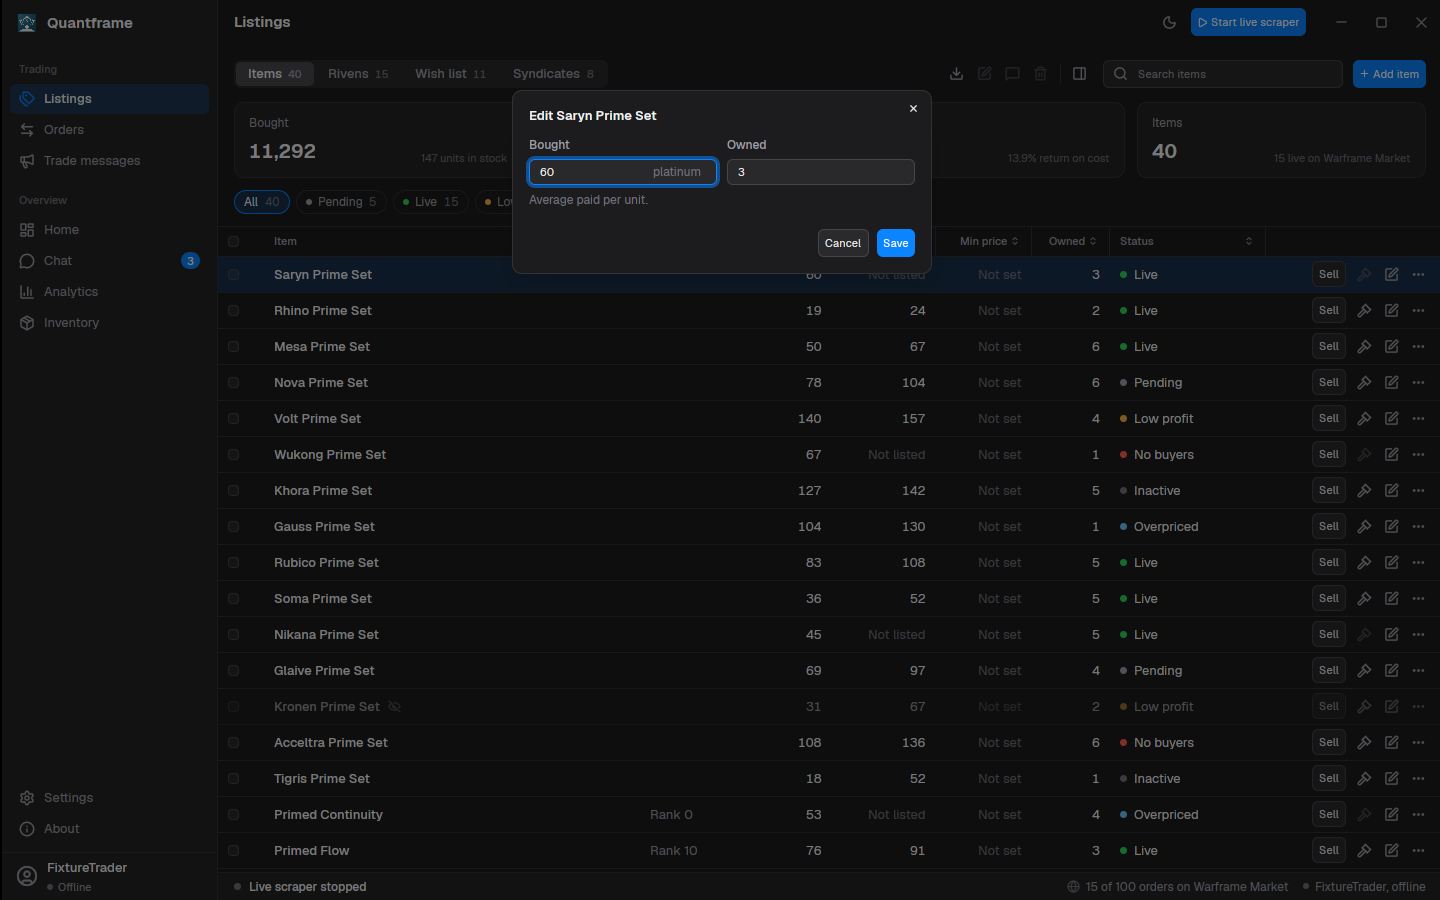 Quantframe
Trading
Listings
Orders
Trade messages
Overview
Home
Chat 3
Analytics
Inventory
Settings
About
FixtureTrader
Offline
Listings
Start live scraper
Items 40
Rivens 15
Wish list 11
Syndicates 8
Search items
+ Add item
Bought
11,292
147 units in stock
13.9% return on cost
Items
40
15 live on Warframe Market
All 40
Pending 5
Live 15
Edit Saryn Prime Set
Bought
Owned
60 platinum
3
Average paid per unit.
Cancel
Save
Item Min price Owned Status
Saryn Prime Set 60 Not listed 3 Live Sell
Rhino Prime Set 19 24 Not set 2 Live Sell
Mesa Prime Set 50 67 Not set 6 Live Sell
Nova Prime Set 78 104 Not set 6 Pending Sell
Volt Prime Set 140 157 Not set 4 Low profit Sell
Wukong Prime Set 67 Not listed Not set 1 No buyers Sell
Khora Prime Set 127 142 Not set 5 Inactive Sell
Gauss Prime Set 104 130 Not set 1 Overpriced Sell
Rubico Prime Set 83 108 Not set 5 Live Sell
Soma Prime Set 36 52 Not set 5 Live Sell
Nikana Prime Set 45 Not listed Not set 5 Live Sell
Glaive Prime Set 69 97 Not set 4 Pending Sell
Kronen Prime Set 31 67 Not set 2 Low profit Sell
Acceltra Prime Set 108 136 Not set 6 No buyers Sell
Tigris Prime Set 18 52 Not set 1 Inactive Sell
Primed Continuity Rank 0 53 Not listed Not set 4 Overpriced Sell
Primed Flow Rank 10 76 91 Not set 3 Live Sell
Live scraper stopped
15 of 100 orders on Warframe Market
FixtureTrader, offline